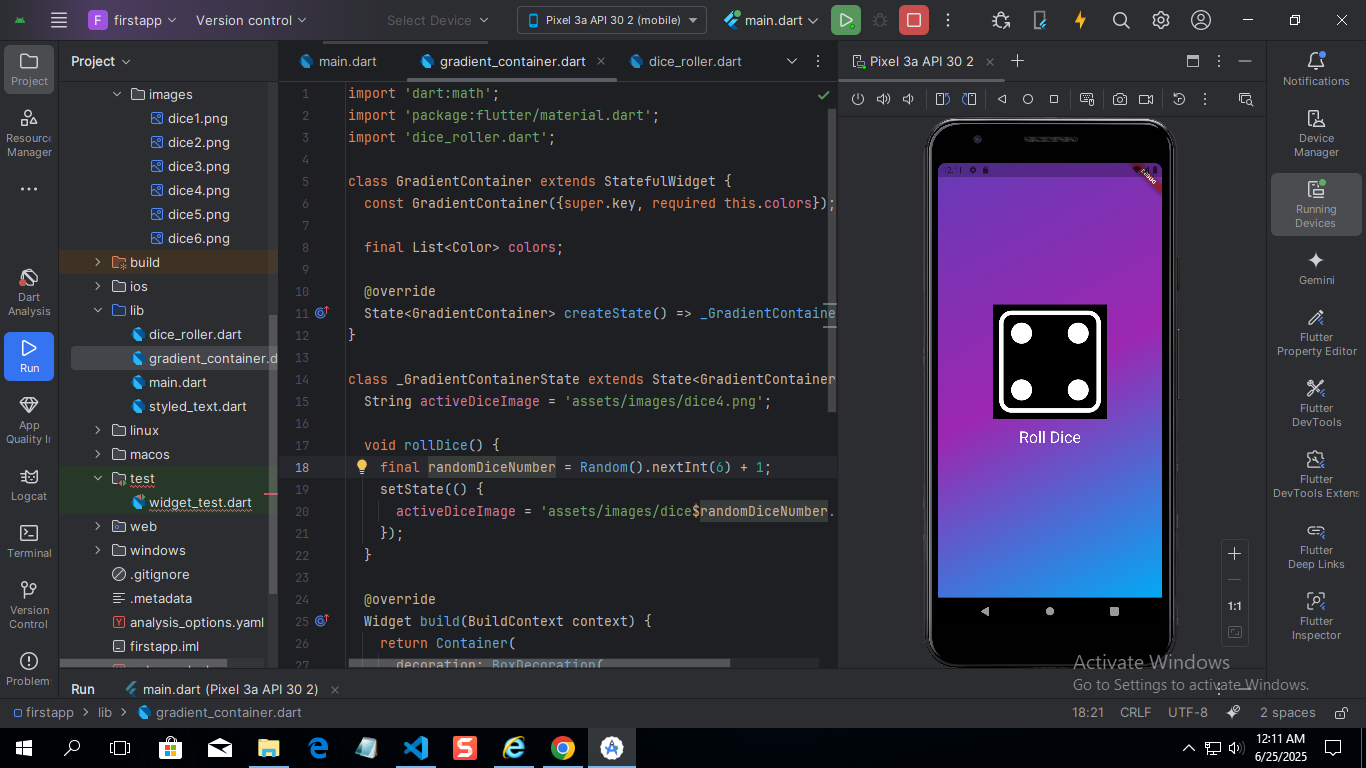 F firstapp Version control Select Device Pixel 3a API 30 2 (mobile) main.dart
Project
Resource
Manager
Dart
Analysis
Run
App
Quality I
Logcat
Terminal
Version
Control
Problem
Project
images
dice1.png
dice2.png
dice3.png
dice4.png
dice5.png
dice6.png
build
ios
lib
dice_roller.dart
gradient_container.d
main.dart
styled_text.dart
linux
macos
test
widget_test.dart
web
windows
.gitignore
.metadata
analysis_options.yaml
firstapp.iml
main.dart gradient_container.dart dice_roller.dart
1 import 'dart:math';
2 import 'package:flutter/material.dart';
3 import 'dice_roller.dart';
4
5 class GradientContainer extends StatefulWidget {
6 const GradientContainer({super.key, required this.colors});
7
8 final List<Color> colors;
9
10 @override
11 State<GradientContainer> createState() => _GradientContaine
12 }
13
14 class _GradientContainerState extends State<GradientContainer
15 String activeDiceImage = 'assets/images/dice4.png';
16
17 void rollDice() {
18 final randomDiceNumber = Random().nextInt(6) + 1;
19 setState(() {
20 activeDiceImage = 'assets/images/dice$randomDiceNumber.
21 });
22 }
23
24 @override
25 Widget build(BuildContext context) {
26 return Container(
27 decoration: BoxDecoration(
Pixel 3a API 30 2
12:11
DEBUG
Roll Dice
1:1
Notifications
Device
Manager
Running
Devices
Gemini
Flutter
Property Editor
Flutter
DevTools
Flutter
DevTools Extens
Flutter
Deep Links
Flutter
Inspector
Activate Windows
Go to Settings to activate Windows.
Run main.dart (Pixel 3a API 30 2)
firstapp > lib > gradient_container.dart 18:21 CRLF UTF-8 2 spaces
12:11 AM
6/25/2025